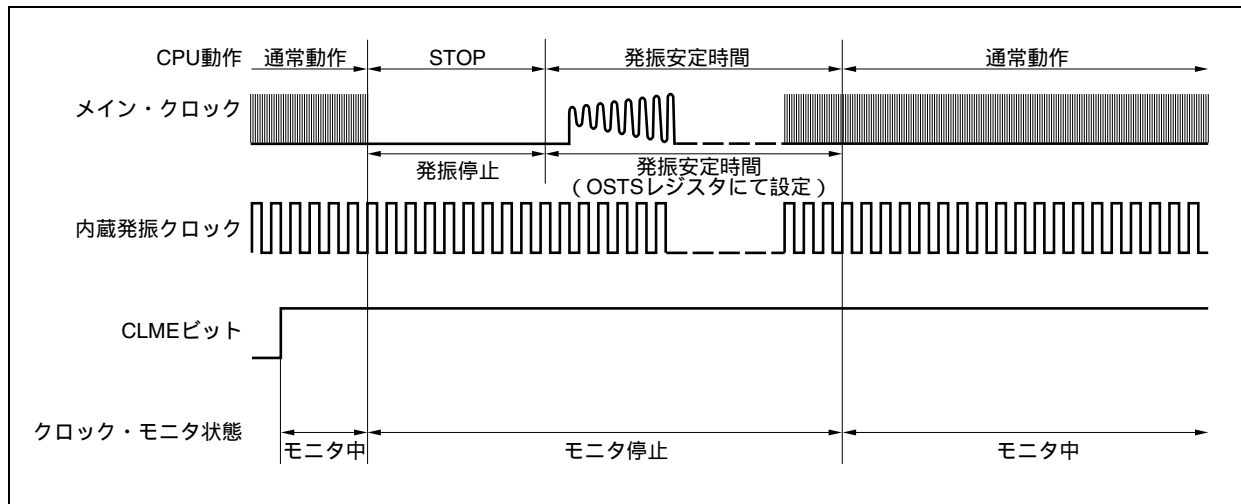 CPU動作 通常動作 STOP 発振安定時間 通常動作
メイン・クロック
発振停止 発振安定時間
（OSTSレジスタにて設定）
内蔵発振クロック
CLMEビット
クロック・モニタ状態
モニタ中 モニタ停止 モニタ中